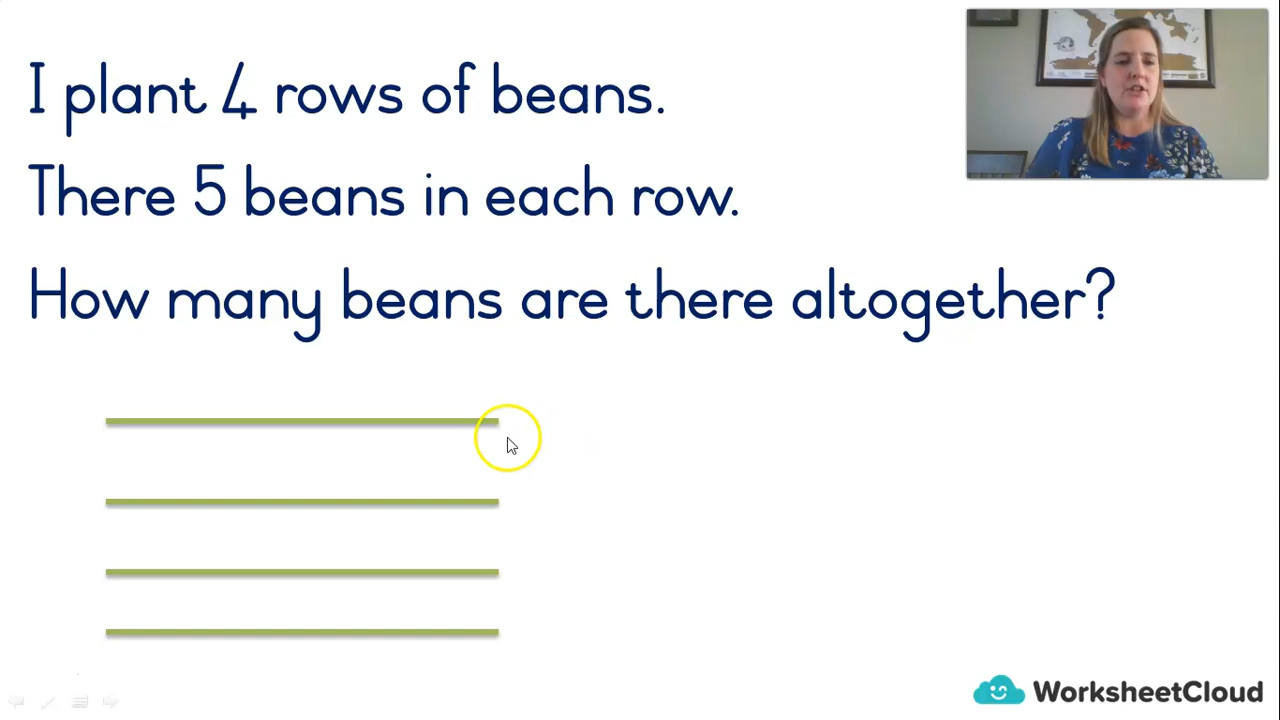 I plant 4 rows of beans.
There 5 beans in each row.
How many beans are there altogether?
WorksheetCloud